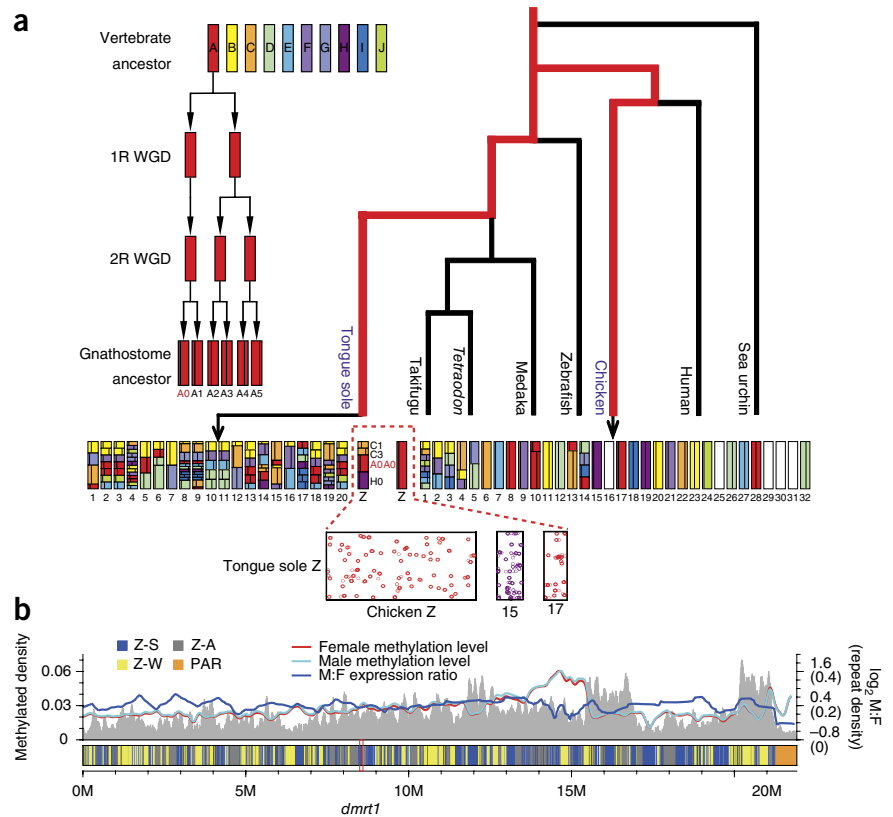 a
Vertebrate
ancestor
A B C D E F G H I J
1R WGD
2R WGD
Gnathostome
ancestor
A0 A1 A2 A3 A4 A5
Tongue sole
Takifugu
Tetraodon
Medaka
Zebrafish
Chicken
Human
Sea urchin
C1
C3
A0 A0
H0
1 2 3 4 5 6 7 8 9 10 11 12 13 14 15 16 17 18 19 20 Z Z 1 2 3 4 5 6 7 8 9 10 11 12 13 14 15 16 17 18 19 20 21 22 23 24 25 26 27 28 29 30 31 32
Tongue sole Z
Chicken Z
15
17
b
Z-S
Z-A
Z-W
PAR
Female methylation level
Male methylation level
M:F expression ratio
Methylated density
0.06
0.03
0
1.6
(0.4)
0.4
(0.2)
−0.8
(0)
log2 M:F
(repeat density)
0M 5M 10M 15M 20M
dmrt1